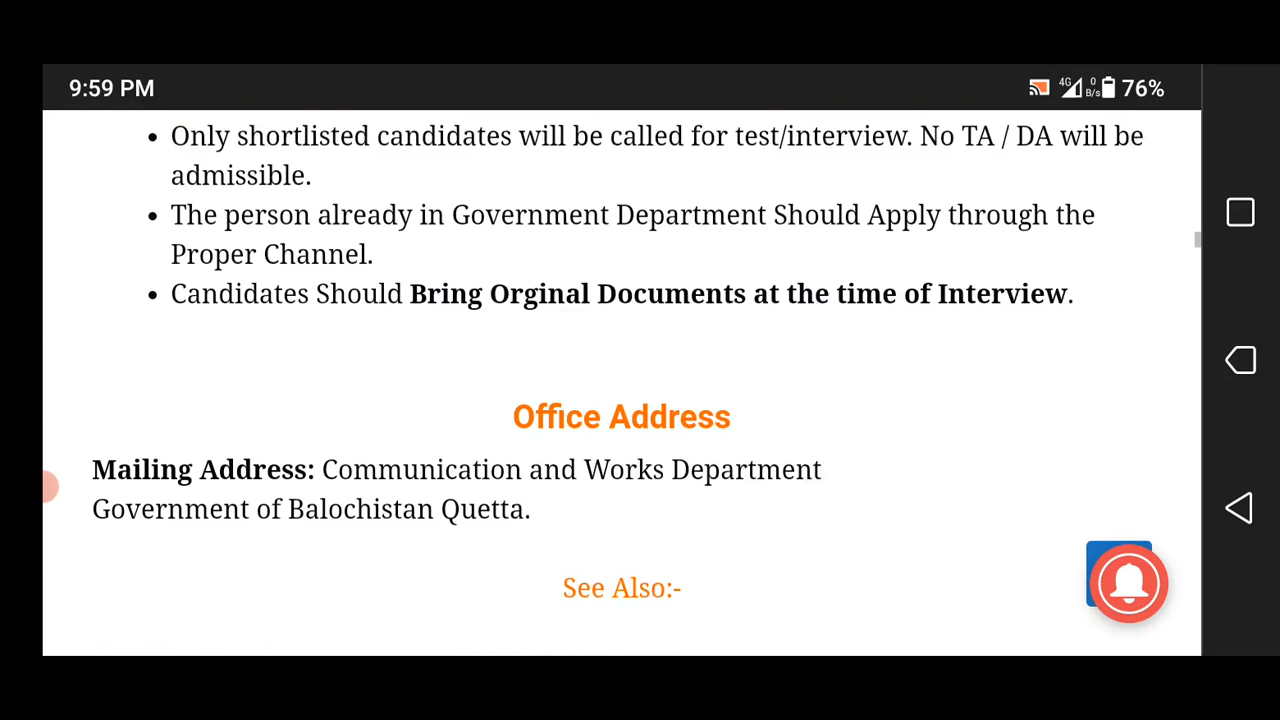 9:59 PM
4G 0 B/s 76%
• Only shortlisted candidates will be called for test/interview. No TA / DA will be
admissible.
• The person already in Government Department Should Apply through the
Proper Channel.
• Candidates Should Bring Orginal Documents at the time of Interview.
Office Address
Mailing Address: Communication and Works Department
Government of Balochistan Quetta.
See Also:-